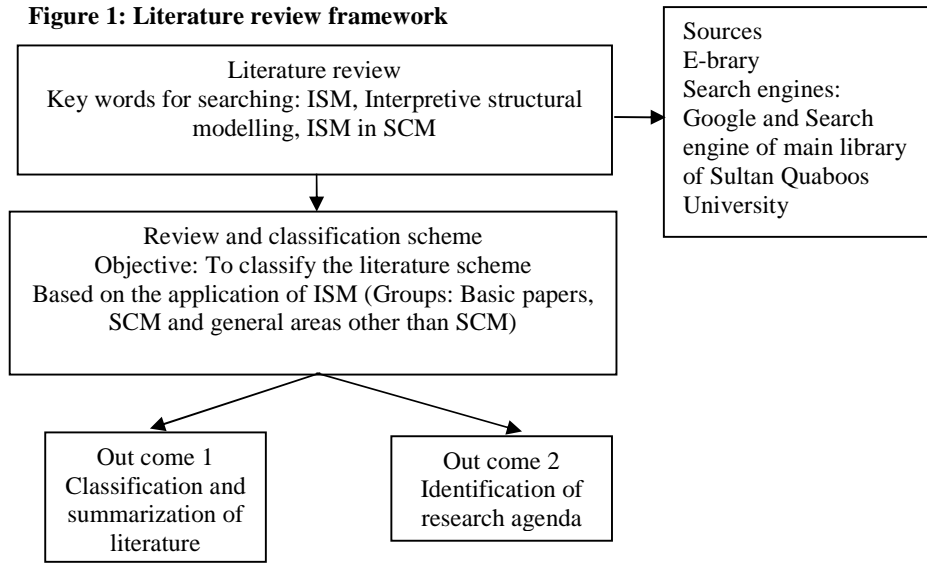 Figure 1: Literature review framework
Literature review
Key words for searching: ISM, Interpretive structural
modelling, ISM in SCM
Sources
E-brary
Search engines:
Google and Search
engine of main library
of Sultan Quaboos
University
Review and classification scheme
Objective: To classify the literature scheme
Based on the application of ISM (Groups: Basic papers,
SCM and general areas other than SCM)
Out come 1
Classification and
summarization of
literature
Out come 2
Identification of
research agenda